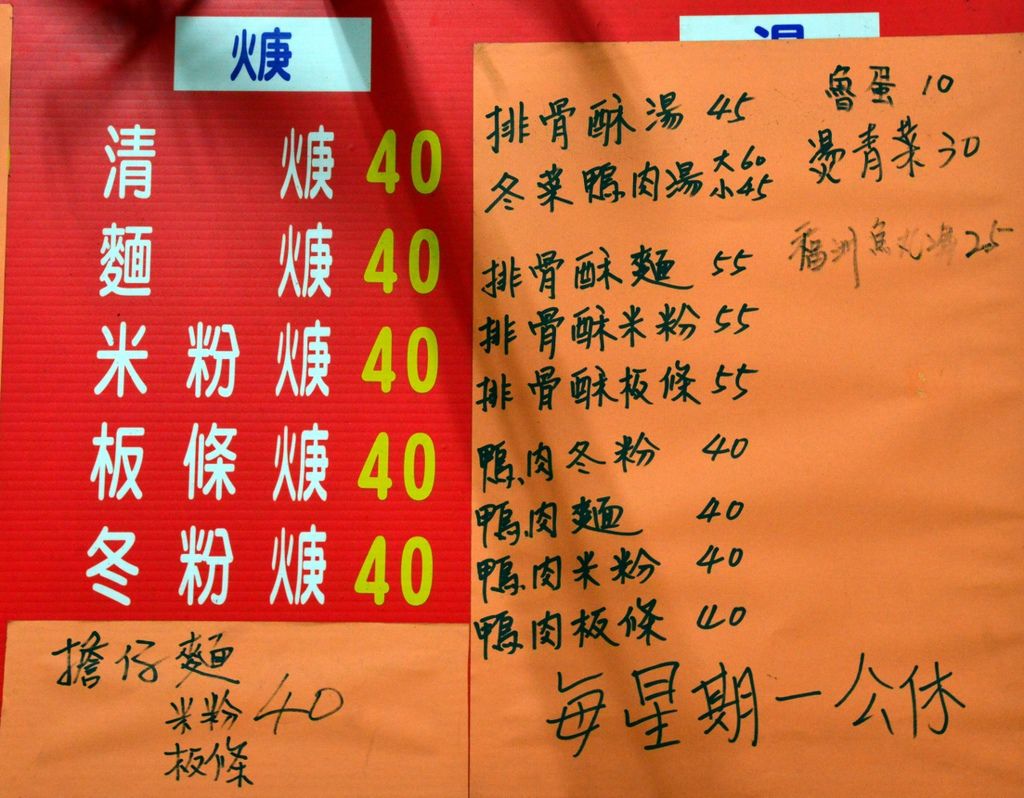 焿
清 焿 40
麵 焿 40
米粉焿 40
板條焿 40
冬粉焿 40
擔仔麵
米粉 40
板條
排骨酥湯 45
冬菜鴨肉湯 大60 小45
排骨酥麵 55
排骨酥米粉 55
排骨酥板條 55
鴨肉冬粉 40
鴨肉麵 40
鴨肉米粉 40
鴨肉板條 40
魯蛋 10
燙青菜 30
福洲魚丸湯 25
每星期一公休